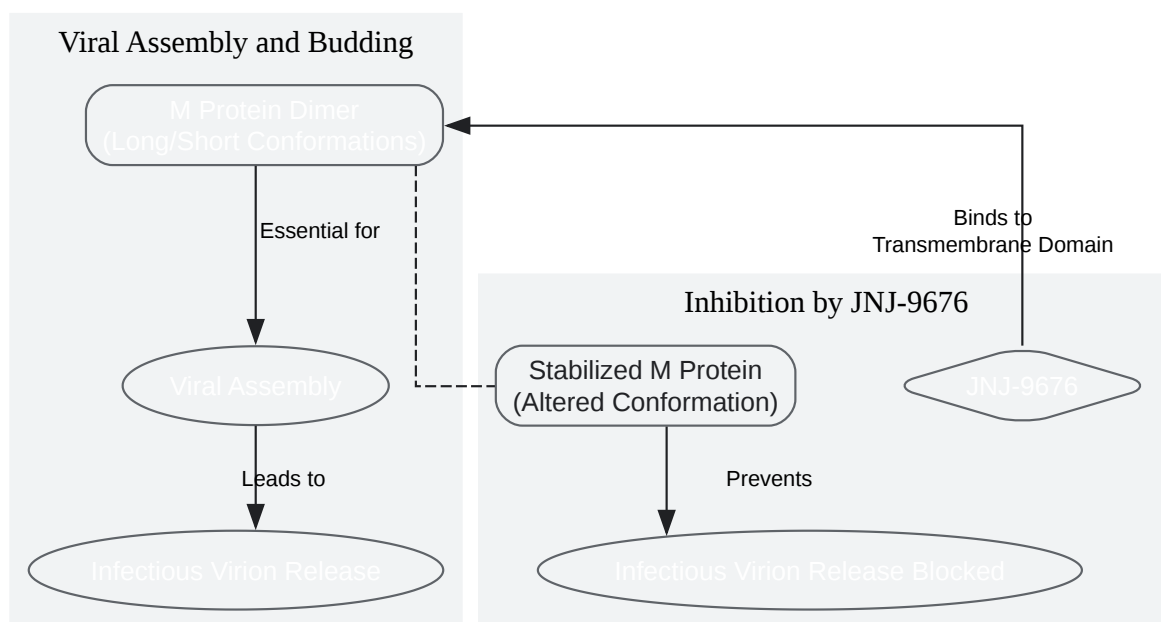 Viral Assembly and Budding
M Protein Dimer
(Long/Short Conformations)
Essential for
Viral Assembly
Leads to
Infectious Virion Release
Binds to
Transmembrane Domain
Inhibition by JNJ-9676
Stabilized M Protein
(Altered Conformation)
JNJ-9676
Prevents
Infectious Virion Release Blocked